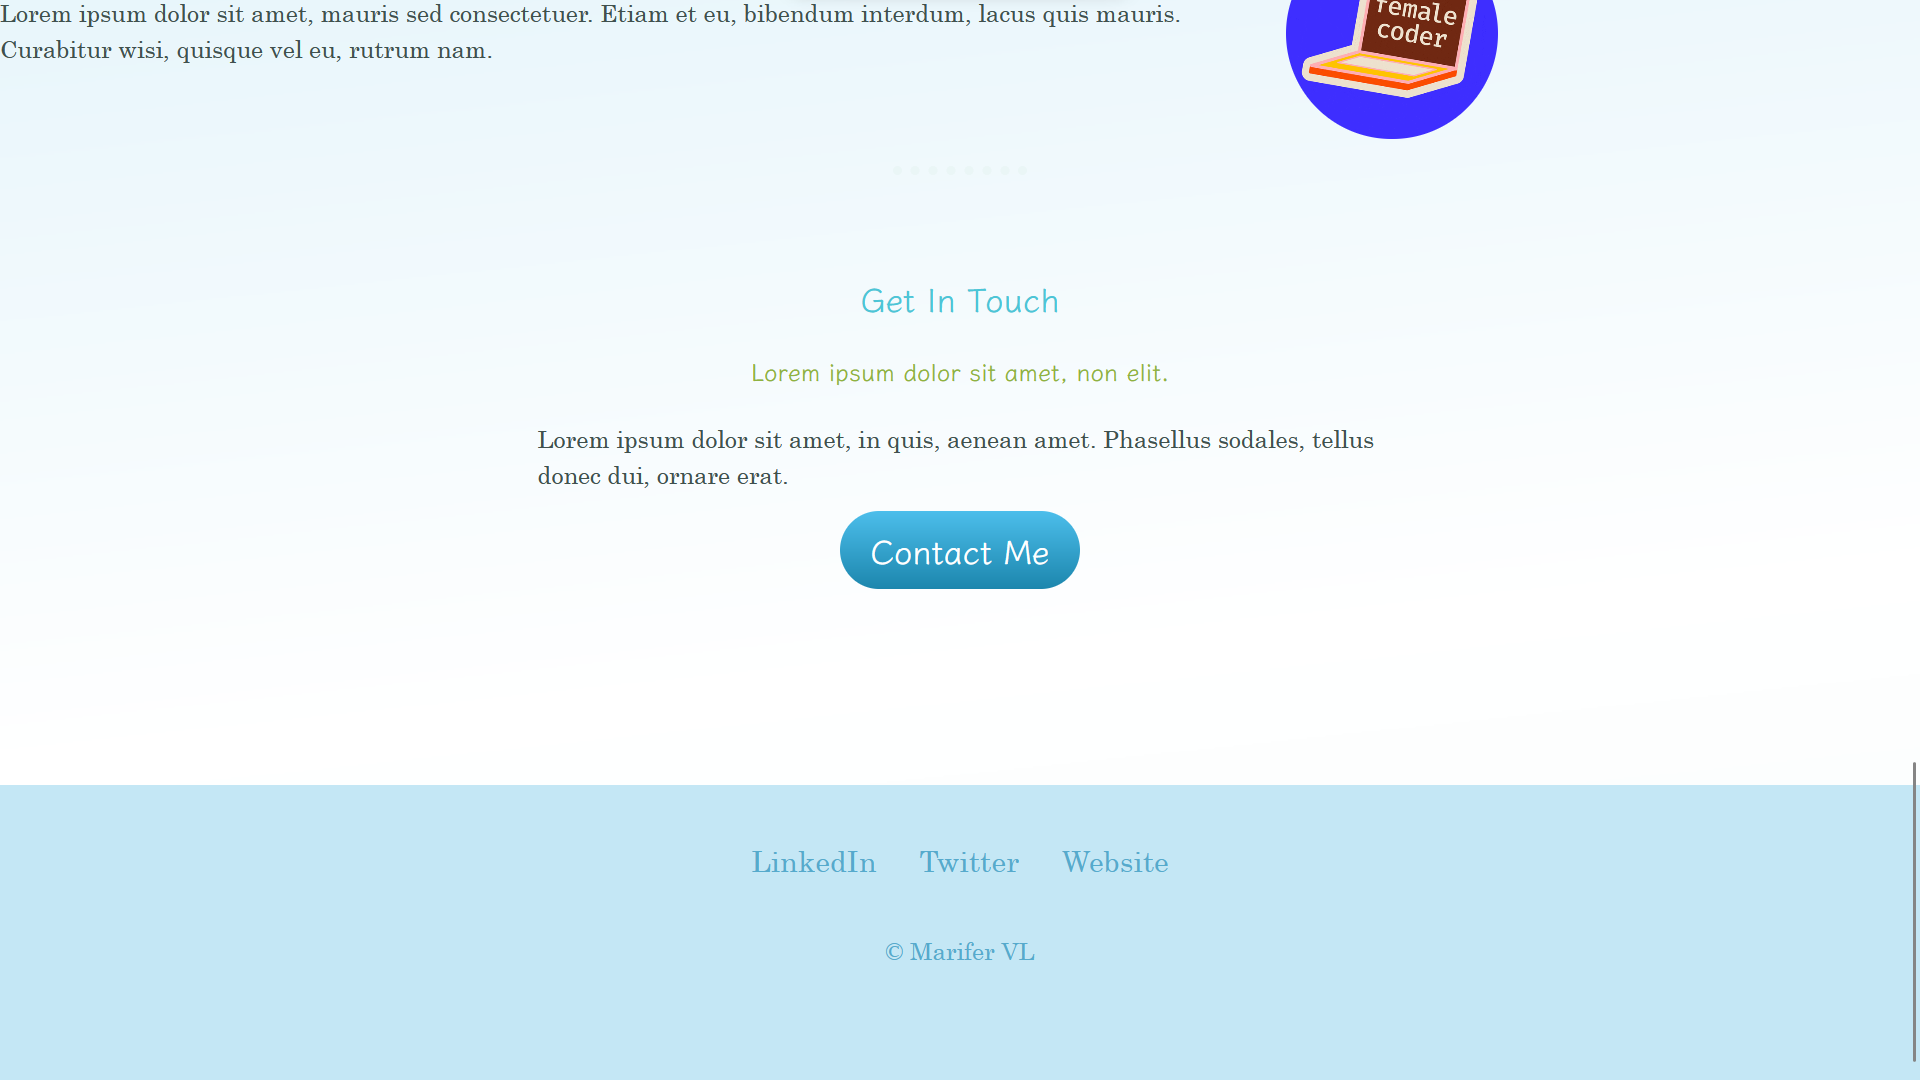 Lorem ipsum dolor sit amet, mauris sed consectetuer. Etiam et eu, bibendum interdum, lacus quis mauris.
Curabitur wisi, quisque vel eu, rutrum nam.
female
coder
Get In Touch
Lorem ipsum dolor sit amet, non elit.
Lorem ipsum dolor sit amet, in quis, aenean amet. Phasellus sodales, tellus
donec dui, ornare erat.
Contact Me
LinkedIn Twitter Website
© Marifer VL